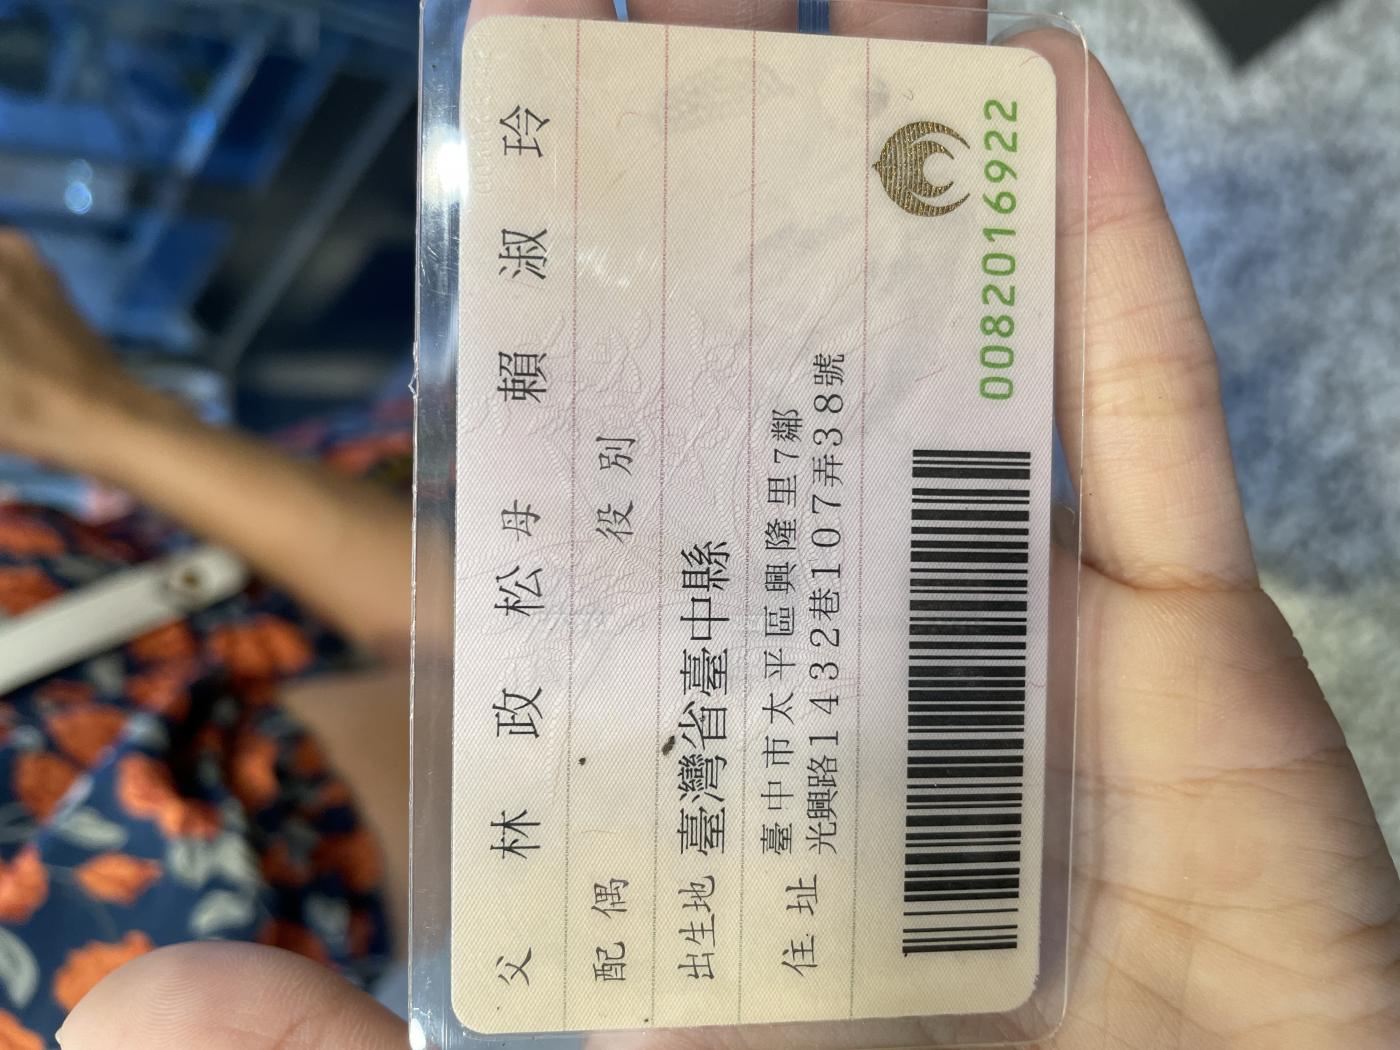 父 林政松 母 賴淑玲
配偶 役別
出生地 臺灣省臺中縣
住址 臺中市太平區興隆里7鄰
光興路1432巷107弄38號
0082016922